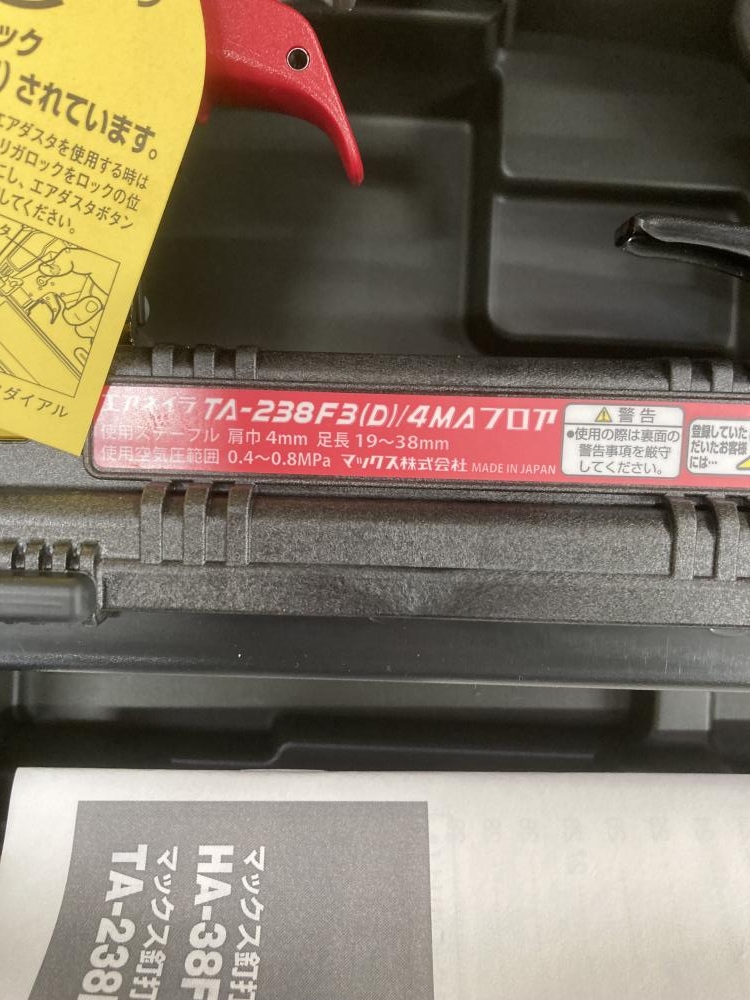 ック
されています。
エアダスタを使用する時は
リガロックをロックの位
にし、エアダスタボタン
してください。
ダイアル
エアネイラ TA-238F3(D)/4MAフロア
使用ステープル 肩巾 4mm 足長 19〜38mm
使用空気圧範囲 0.4〜0.8MPa マックス株式会社 MADE IN JAPAN
警告
●使用の際は裏面の
警告事項を厳守
してください。
登録していた
だいたお客様
には…
マックス釘打
HA-38F
マックス釘打
TA-238